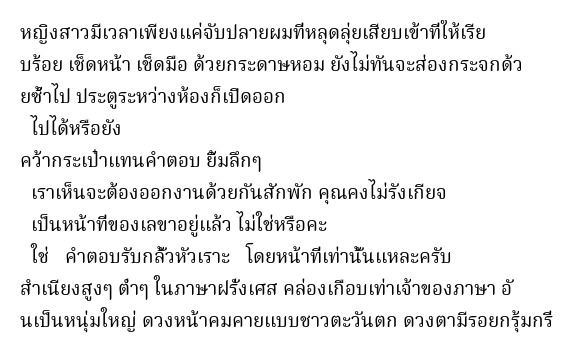 หญิงสาวมีเวลาเพียงแค่จับปลายผมที่หลุดลุ่ยเสียบเข้าที่ให้เรีย
บร้อย เช็ดหน้า เช็ดมือ ด้วยกระดาษหอม ยังไม่ทันจะส่องกระจกด้ว
ยซ้ำไป ประตูระหว่างห้องก็เปิดออก
ไปได้หรือยัง
คว้ากระเป๋าแทนคำตอบ ยิ้มลึกๆ
เราเห็นจะต้องออกงานด้วยกันสักพัก คุณคงไม่รังเกียจ
เป็นหน้าที่ของเลขาอยู่แล้ว ไม่ใช่หรือคะ
ใช่ คำตอบรับกลั้วหัวเราะ โดยหน้าที่เท่านั้นแหละครับ
สำเนียงสูงๆ ต่ำๆ ในภาษาฝรั่งเศส คล่องเกือบเท่าเจ้าของภาษา อั
นเป็นหนุ่มใหญ่ ดวงหน้าคมคายแบบชาวตะวันตก ดวงตามีรอยกรุ้มกริ่